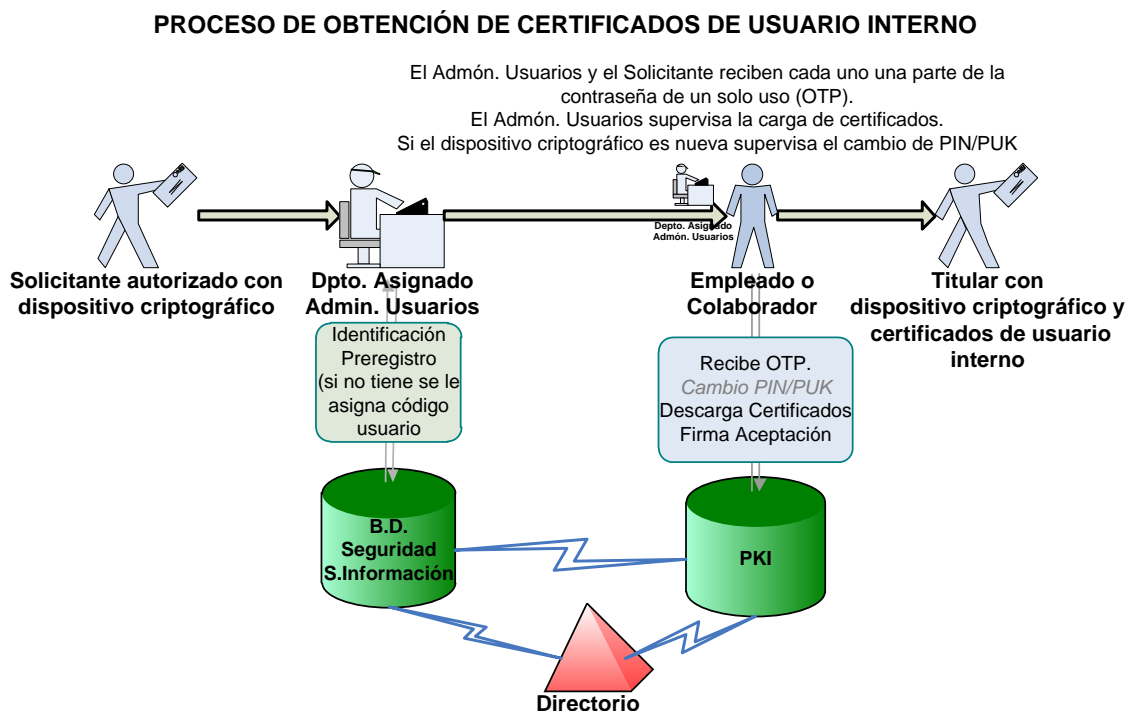 PROCESO DE OBTENCIÓN DE CERTIFICADOS DE USUARIO INTERNO
El Admón. Usuarios y el Solicitante reciben cada uno una parte de la
contraseña de un solo uso (OTP).
El Admón. Usuarios supervisa la carga de certificados.
Si el dispositivo criptográfico es nueva supervisa el cambio de PIN/PUK
Solicitante autorizado con
dispositivo criptográfico
Dpto. Asignado
Admin. Usuarios
Depto. Asignado
Admón. Usuarios
Empleado o
Colaborador
Titular con
dispositivo criptográfico y
certificados de usuario
interno
Identificación
Preregistro
(si no tiene se le
asigna código
usuario
Recibe OTP.
Cambio PIN/PUK
Descarga Certificados
Firma Aceptación
B.D.
Seguridad
S.Información
PKI
Directorio